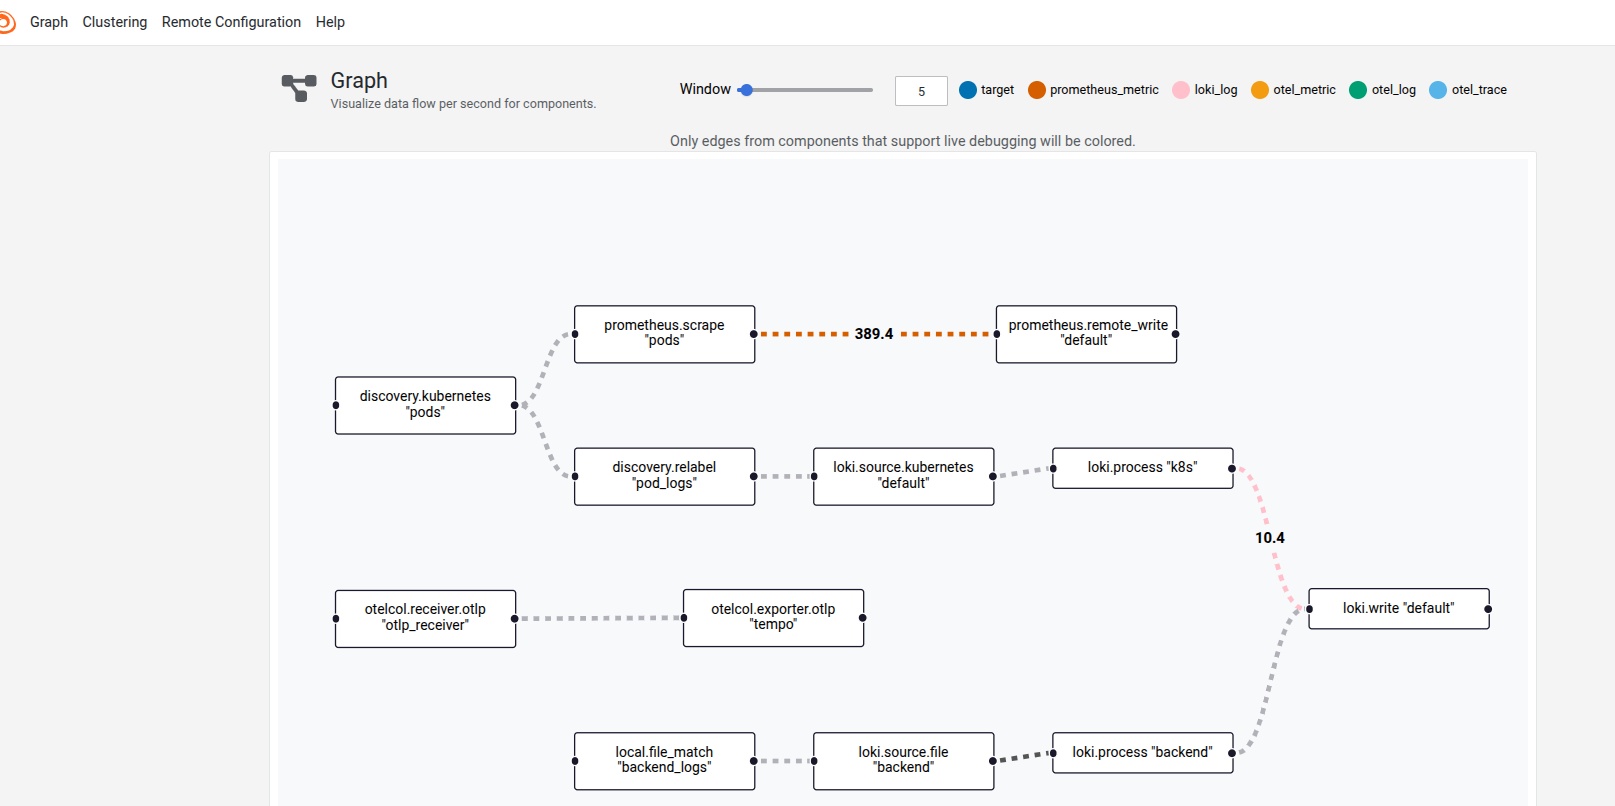 Graph Clustering Remote Configuration Help
Graph
Visualize data flow per second for components.
Window 5 target prometheus_metric loki_log otel_metric otel_log otel_trace
Only edges from components that support live debugging will be colored.
prometheus.scrape
"pods"
389.4
prometheus.remote_write
"default"
discovery.kubernetes
"pods"
discovery.relabel
"pod_logs"
loki.source.kubernetes
"default"
loki.process "k8s"
10.4
otelcol.receiver.otlp
"otlp_receiver"
otelcol.exporter.otlp
"tempo"
loki.write "default"
local.file_match
"backend_logs"
loki.source.file
"backend"
loki.process "backend"